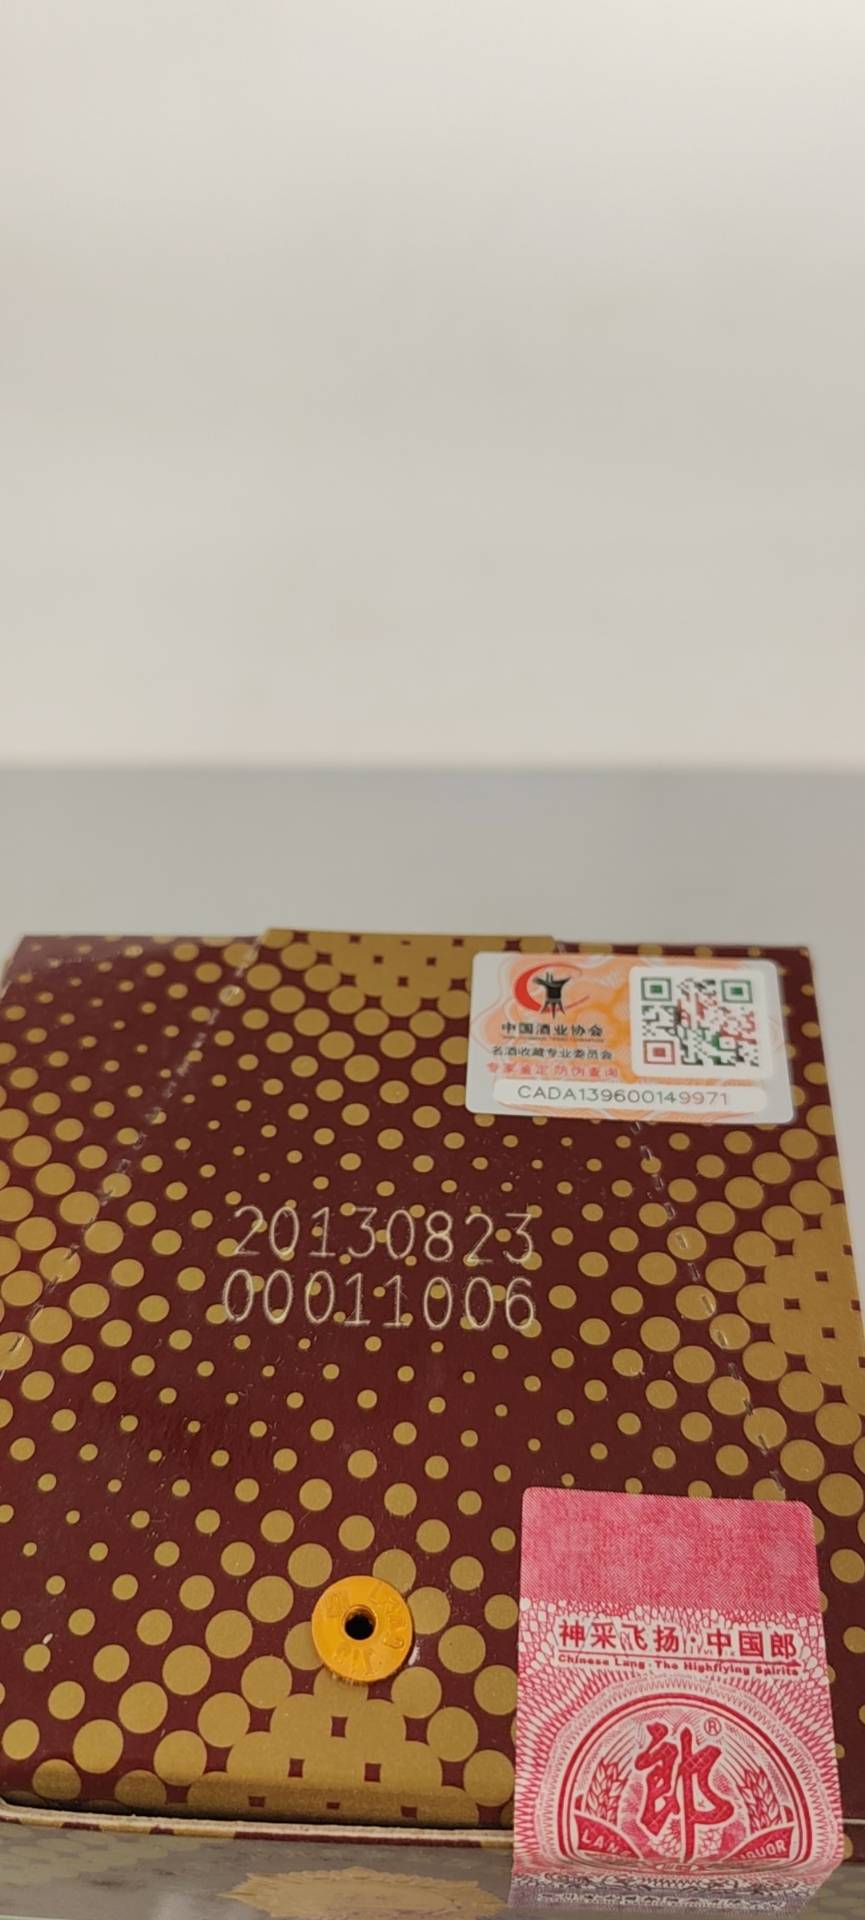 中国酒业协会
名酒收藏专业委员会
专家鉴定 防伪查询
CADA139600149971
20130823
00011006
神采飞扬·中国郎
Chinese Lang·The Highflying Spirits
郎®